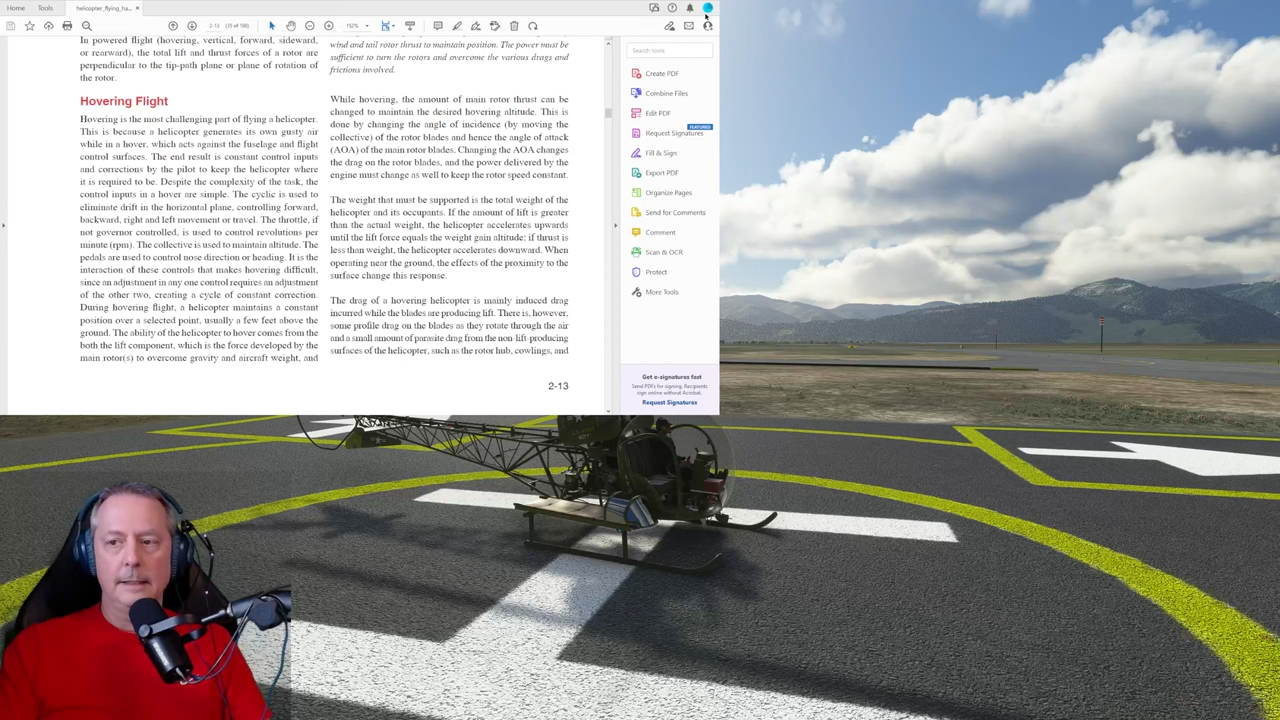 Home Tools helicopter_flying_ha... ×
2-13 (35 of 198) 152%
In powered flight (hovering, vertical, forward, sideward,
or rearward), the total lift and thrust forces of a rotor are
perpendicular to the tip-path plane or plane of rotation of
the rotor.
Hovering Flight
Hovering is the most challenging part of flying a helicopter.
This is because a helicopter generates its own gusty air
while in a hover, which acts against the fuselage and flight
control surfaces. The end result is constant control inputs
and corrections by the pilot to keep the helicopter where
it is required to be. Despite the complexity of the task, the
control inputs in a hover are simple. The cyclic is used to
eliminate drift in the horizontal plane, controlling forward,
backward, right and left movement or travel. The throttle, if
not governor controlled, is used to control revolutions per
minute (rpm). The collective is used to maintain altitude. The
pedals are used to control nose direction or heading. It is the
interaction of these controls that makes hovering difficult,
since an adjustment in any one control requires an adjustment
of the other two, creating a cycle of constant correction.
During hovering flight, a helicopter maintains a constant
position over a selected point, usually a few feet above the
ground. The ability of the helicopter to hover comes from the
both the lift component, which is the force developed by the
main rotor(s) to overcome gravity and aircraft weight, and
wind and tail rotor thrust to maintain position. The power must be
sufficient to turn the rotors and overcome the various drags and
frictions involved.
While hovering, the amount of main rotor thrust can be
changed to maintain the desired hovering altitude. This is
done by changing the angle of incidence (by moving the
collective) of the rotor blades and hence the angle of attack
(AOA) of the main rotor blades. Changing the AOA changes
the drag on the rotor blades, and the power delivered by the
engine must change as well to keep the rotor speed constant.
The weight that must be supported is the total weight of the
helicopter and its occupants. If the amount of lift is greater
than the actual weight, the helicopter accelerates upwards
until the lift force equals the weight gain altitude; if thrust is
less than weight, the helicopter accelerates downward. When
operating near the ground, the effects of the proximity to the
surface change this response.
The drag of a hovering helicopter is mainly induced drag
incurred while the blades are producing lift. There is, however,
some profile drag on the blades as they rotate through the air
and a small amount of parasite drag from the non-lift-producing
surfaces of the helicopter, such as the rotor hub, cowlings, and
2-13
Search tools
Create PDF
Combine Files
Edit PDF
FEATURED
Request Signatures
Fill & Sign
Export PDF
Organize Pages
Send for Comments
Comment
Scan & OCR
Protect
More Tools
Get e-signatures fast
Send PDFs for signing. Recipients
sign online without Acrobat.
Request Signatures